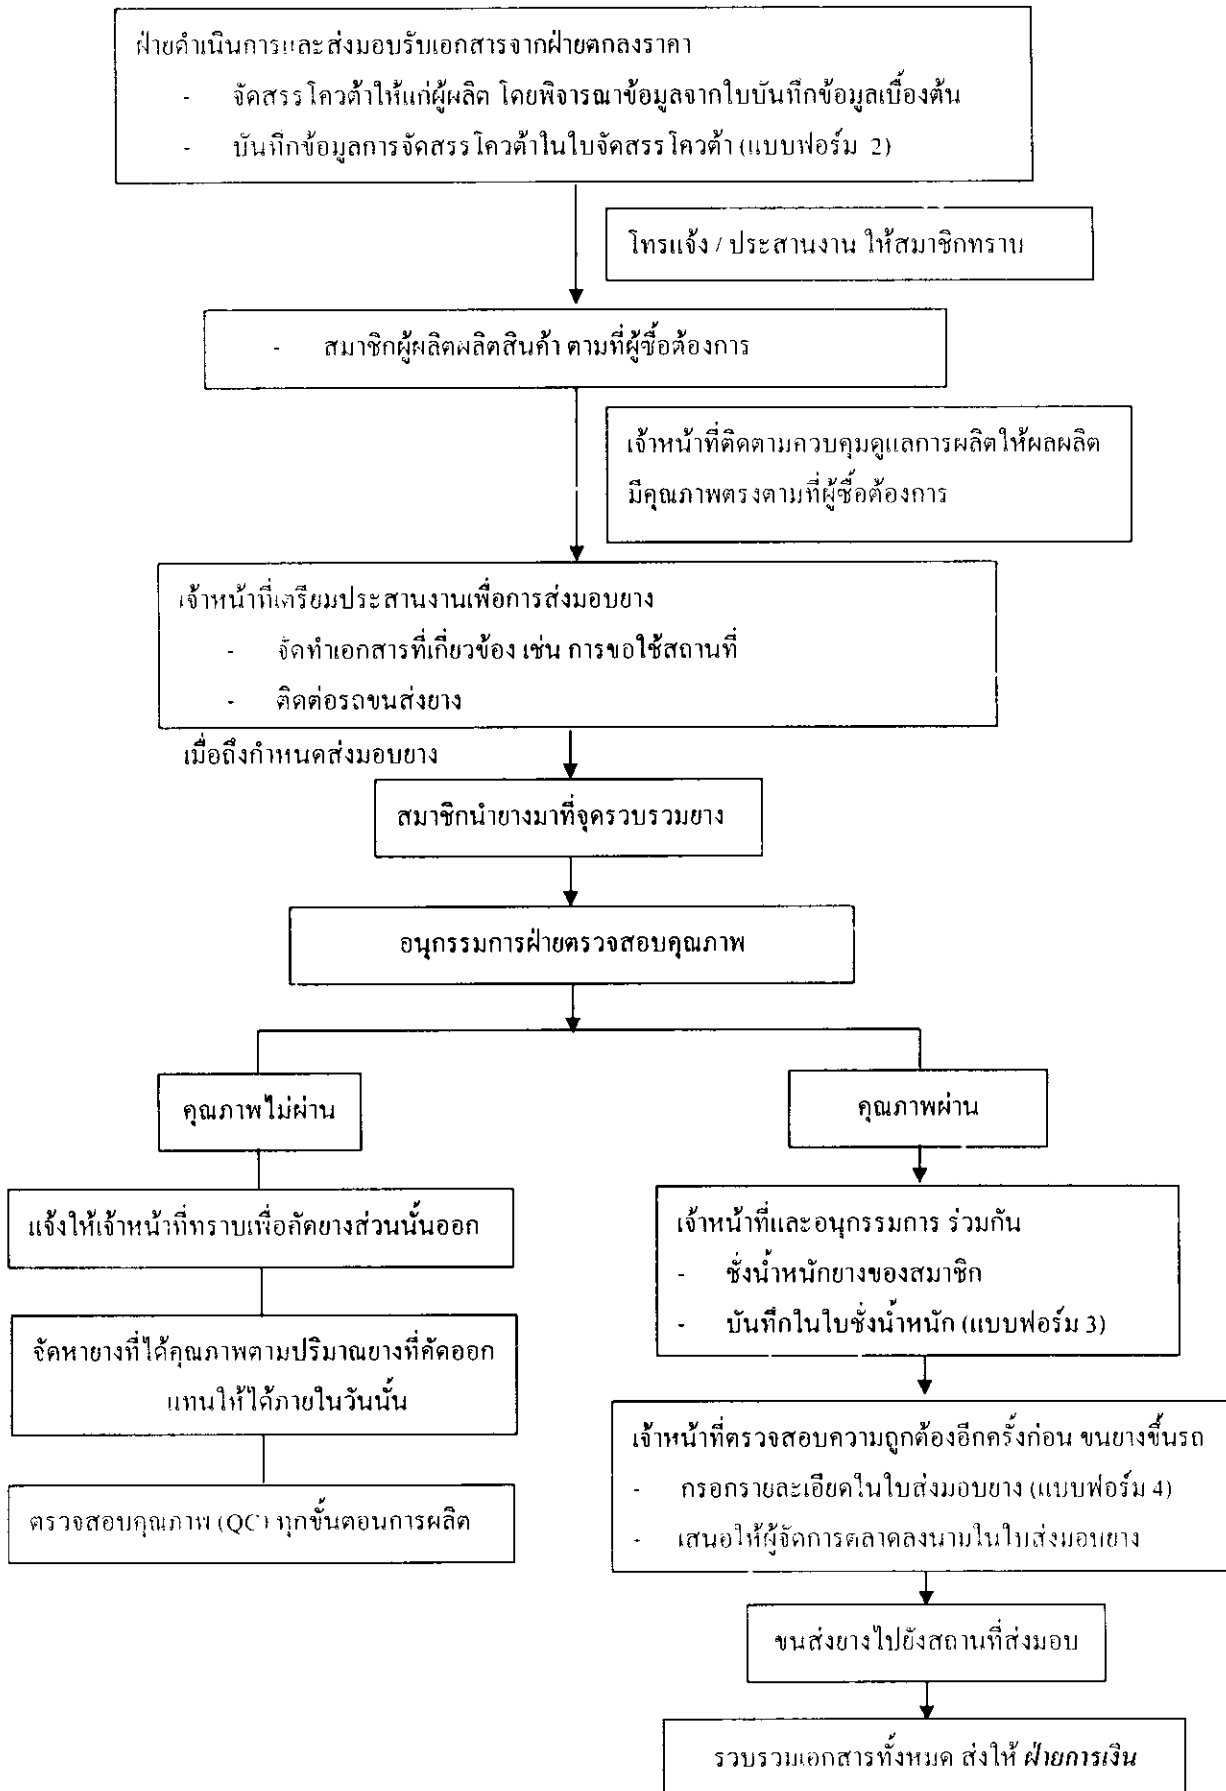 ฝ่ายดำเนินการและส่งมอบรับเอกสารจากฝ่ายตกลงราคา
- จัดสรรโควต้าให้แก่ผู้ผลิต โดยพิจารณาข้อมูลจากใบบันทึกข้อมูลเบื้องต้น
- บันทึกข้อมูลการจัดสรรโควต้าในใบจัดสรรโควต้า (แบบฟอร์ม 2)
โทรแจ้ง / ประสานงาน ให้สมาชิกทราบ
- สมาชิกผู้ผลิตผลิตสินค้า ตามที่ผู้ซื้อต้องการ
เจ้าหน้าที่ติดตามควบคุมดูแลการผลิตให้ผลผลิต
มีคุณภาพตรงตามที่ผู้ซื้อต้องการ
เจ้าหน้าที่เตรียมประสานงานเพื่อการส่งมอบยาง
- จัดทำเอกสารที่เกี่ยวข้อง เช่น การขอใช้สถานที่
- ติดต่อรถขนส่งยาง
เมื่อถึงกำหนดส่งมอบยาง
สมาชิกนำยางมาที่จุดรวบรวมยาง
อนุกรรมการฝ่ายตรวจสอบคุณภาพ
คุณภาพไม่ผ่าน
แจ้งให้เจ้าหน้าที่ทราบเพื่อคัดยางส่วนนั้นออก
จัดหายางที่ได้คุณภาพตามปริมาณยางที่คัดออก
แทนให้ได้ภายในวันนั้น
ตรวจสอบคุณภาพ (QC) ทุกขั้นตอนการผลิต
คุณภาพผ่าน
เจ้าหน้าที่และอนุกรรมการ ร่วมกัน
- ชั่งน้ำหนักยางของสมาชิก
- บันทึกในใบชั่งน้ำหนัก (แบบฟอร์ม 3)
เจ้าหน้าที่ตรวจสอบความถูกต้องอีกครั้งก่อน ขนยางขึ้นรถ
- กรอกรายละเอียดในใบส่งมอบยาง (แบบฟอร์ม 4)
- เสนอให้ผู้จัดการตลาดลงนามในใบส่งมอบยาง
ขนส่งยางไปยังสถานที่ส่งมอบ
รวบรวมเอกสารทั้งหมด ส่งให้ ฝ่ายการเงิน